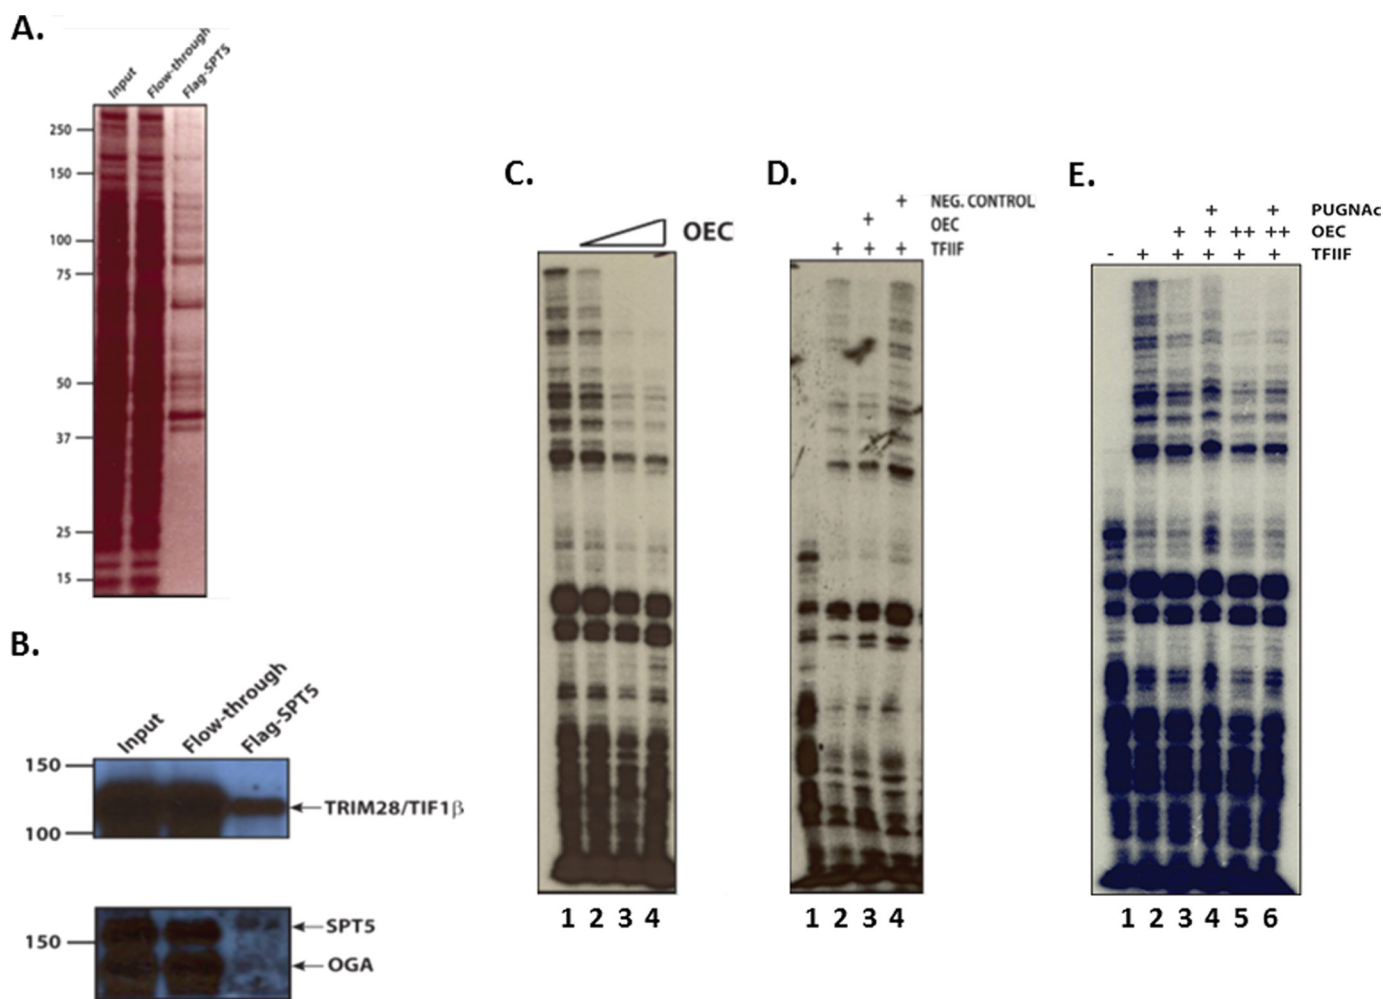 A.
Input
Flow-through
Flag-SPT5
250
150
100
75
50
37
25
15
B.
Input
Flow-through
Flag-SPT5
150
TRIM28/TIF1β
100
SPT5
150
OGA
C.
OEC
1 2 3 4
D.
+ NEG. CONTROL
+ OEC
+ + + TFIIF
1 2 3 4
E.
+ + PUGNAc
+ + ++ ++ OEC
- + + + + + TFIIF
1 2 3 4 5 6